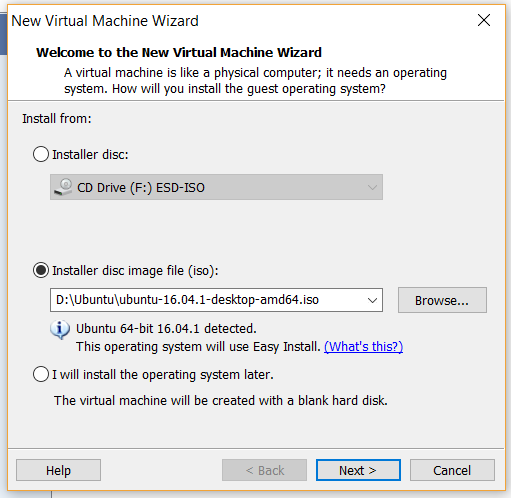 New Virtual Machine Wizard
Welcome to the New Virtual Machine Wizard
A virtual machine is like a physical computer; it needs an operating
system. How will you install the guest operating system?
Install from:
Installer disc:
CD Drive (F:) ESD-ISO
Installer disc image file (iso):
D:\Ubuntu\ubuntu-16.04.1-desktop-amd64.iso
Browse...
Ubuntu 64-bit 16.04.1 detected.
This operating system will use Easy Install. (What's this?)
I will install the operating system later.
The virtual machine will be created with a blank hard disk.
Help
< Back
Next >
Cancel